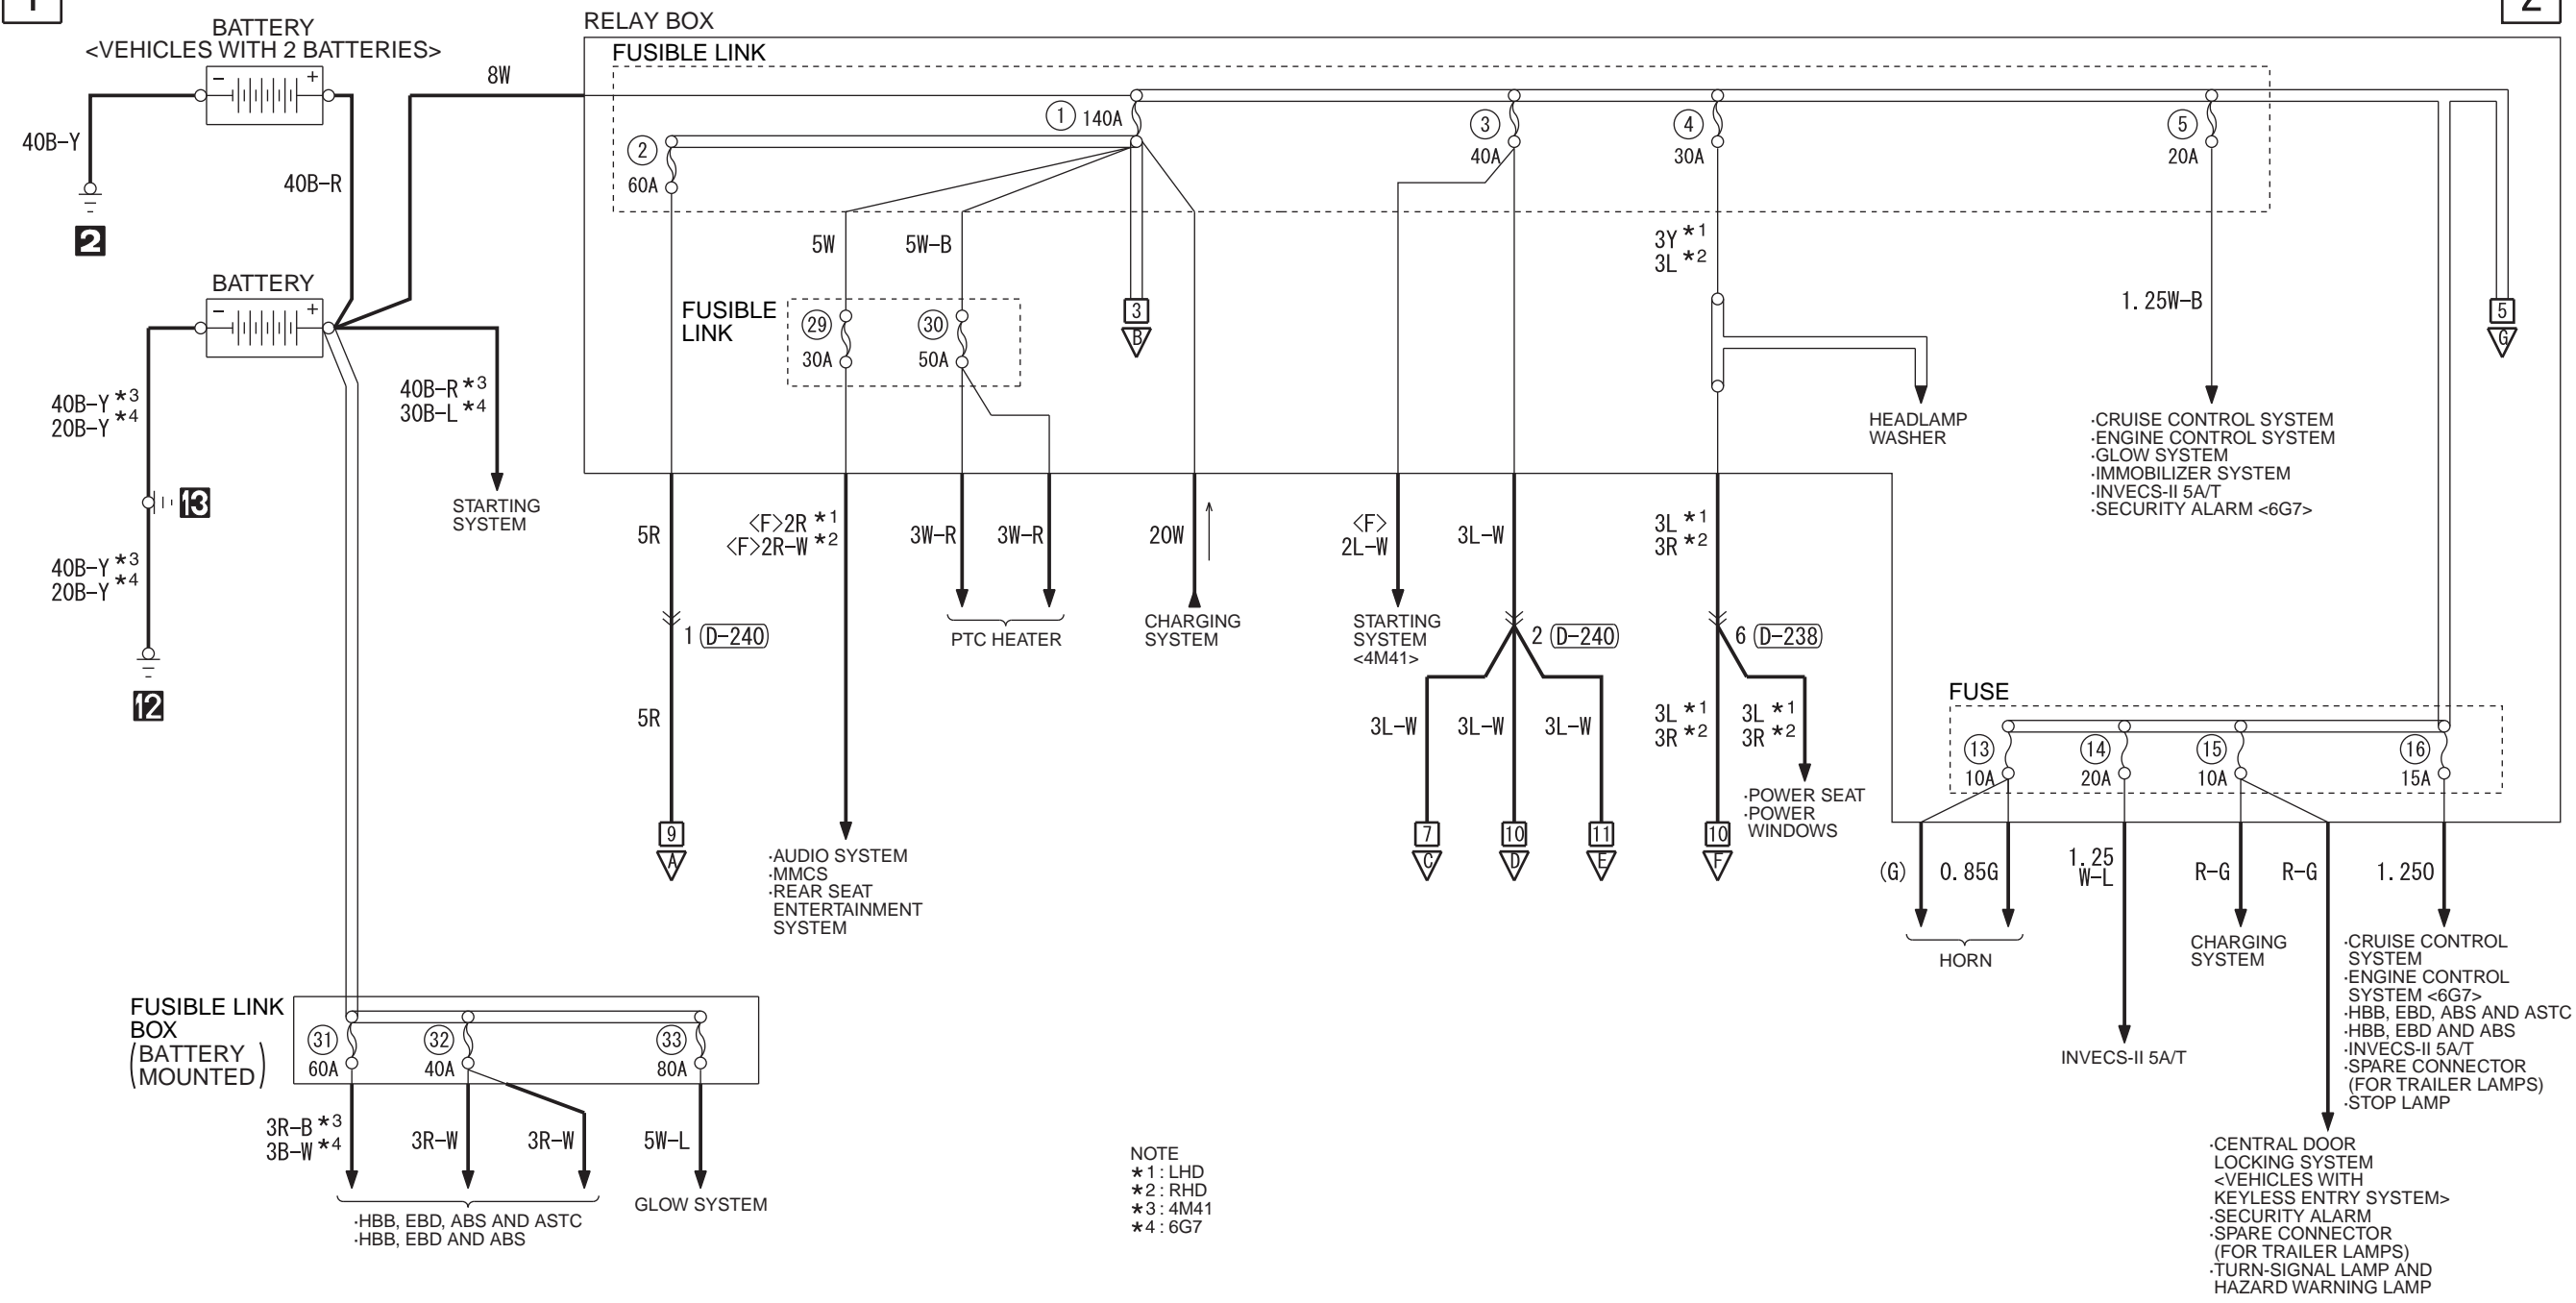 1
2
BATTERY
<VEHICLES WITH 2 BATTERIES>
RELAY BOX
FUSIBLE LINK
− +
8W
40B-Y
40B-R
2
1 140A
2
60A
3
40A
4
30A
5
20A
BATTERY
− +
5W
5W-B
3Y *1
3L *2
1.25W-B
FUSIBLE
LINK
29
30A
30
50A
3
B
5
G
40B-Y *3
20B-Y *4
40B-R *3
30B-L *4
13
STARTING
SYSTEM
HEADLAMP
WASHER
·CRUISE CONTROL SYSTEM
·ENGINE CONTROL SYSTEM
·GLOW SYSTEM
·IMMOBILIZER SYSTEM
·INVECS-II 5A/T
·SECURITY ALARM <6G7>
40B-Y *3
20B-Y *4
12
5R
<F>2R *1
<F>2R-W *2
3W-R
3W-R
20W
<F>
2L-W
3L-W
3L *1
3R *2
1 (D-240)
PTC HEATER
CHARGING
SYSTEM
STARTING
SYSTEM
<4M41>
2 (D-240)
6 (D-238)
5R
3L-W
3L-W
3L-W
3L *1
3R *2
3L *1
3R *2
FUSE
13
10A
14
20A
15
10A
16
15A
·POWER SEAT
·POWER
WINDOWS
9
A
7
C
10
D
11
E
10
F
·AUDIO SYSTEM
·MMCS
·REAR SEAT
ENTERTAINMENT
SYSTEM
(G)
0.85G
1.25
W-L
R-G
R-G
1.25O
HORN
INVECS-II 5A/T
CHARGING
SYSTEM
·CRUISE CONTROL
SYSTEM
·ENGINE CONTROL
SYSTEM <6G7>
·HBB, EBD, ABS AND ASTC
·HBB, EBD AND ABS
·INVECS-II 5A/T
·SPARE CONNECTOR
(FOR TRAILER LAMPS)
·STOP LAMP
·CENTRAL DOOR
LOCKING SYSTEM
<VEHICLES WITH
KEYLESS ENTRY SYSTEM>
·SECURITY ALARM
·SPARE CONNECTOR
(FOR TRAILER LAMPS)
·TURN-SIGNAL LAMP AND
HAZARD WARNING LAMP
FUSIBLE LINK
BOX
(BATTERY
MOUNTED)
31
60A
32
40A
33
80A
3R-B *3
3B-W *4
3R-W
3R-W
5W-L
·HBB, EBD, ABS AND ASTC
·HBB, EBD AND ABS
GLOW SYSTEM
NOTE
*1 : LHD
*2 : RHD
*3 : 4M41
*4 : 6G7